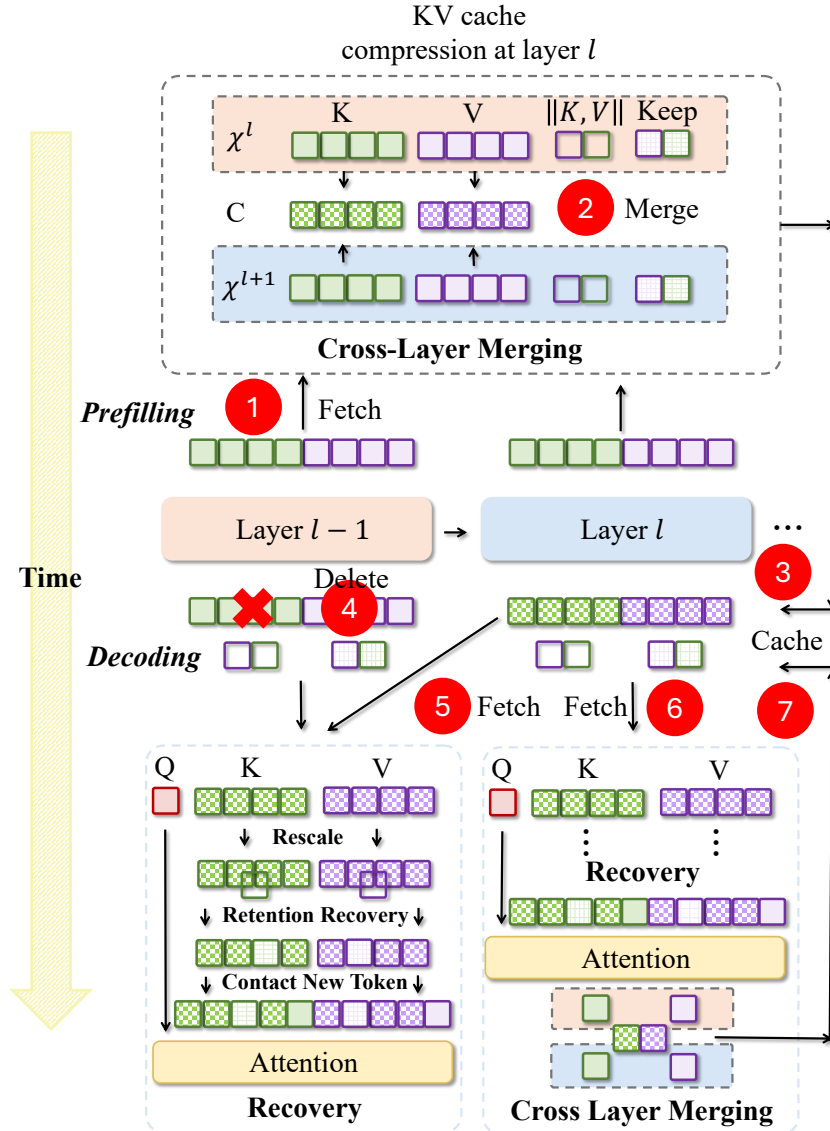 KV cache
compression at layer l
K V ‖K, V‖ Keep
χ^l
C 2 Merge
χ^{l+1}
Cross-Layer Merging
Prefilling 1 Fetch
Layer l − 1 Layer l ...
Time
Delete 3
4
Decoding Cache
5 Fetch Fetch 6 7
Q K V Q K V
Rescale
Recovery
Retention Recovery
Contact New Token
Attention
Attention
Recovery Cross Layer Merging